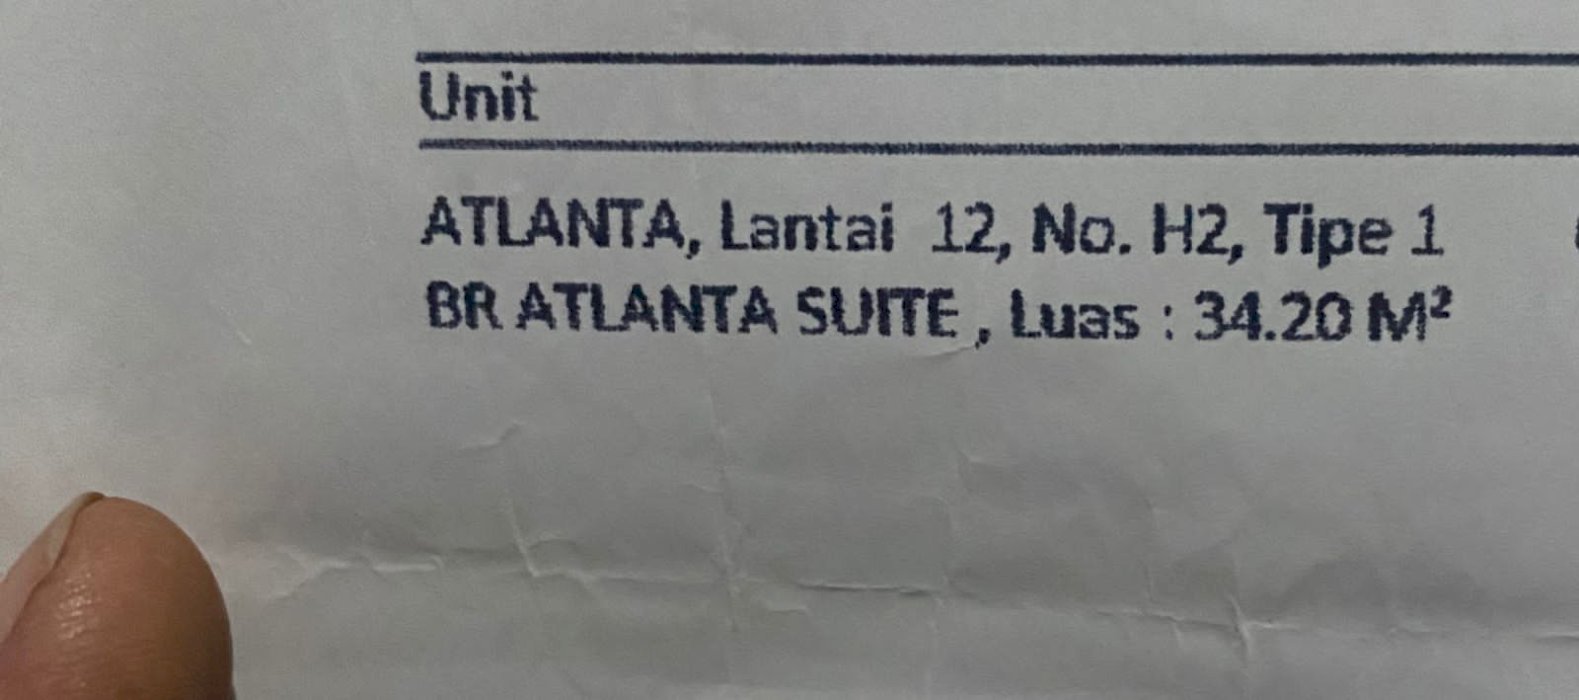 Unit
ATLANTA, Lantai 12, No. H2, Tipe 1
BR ATLANTA SUITE , Luas : 34.20 M²